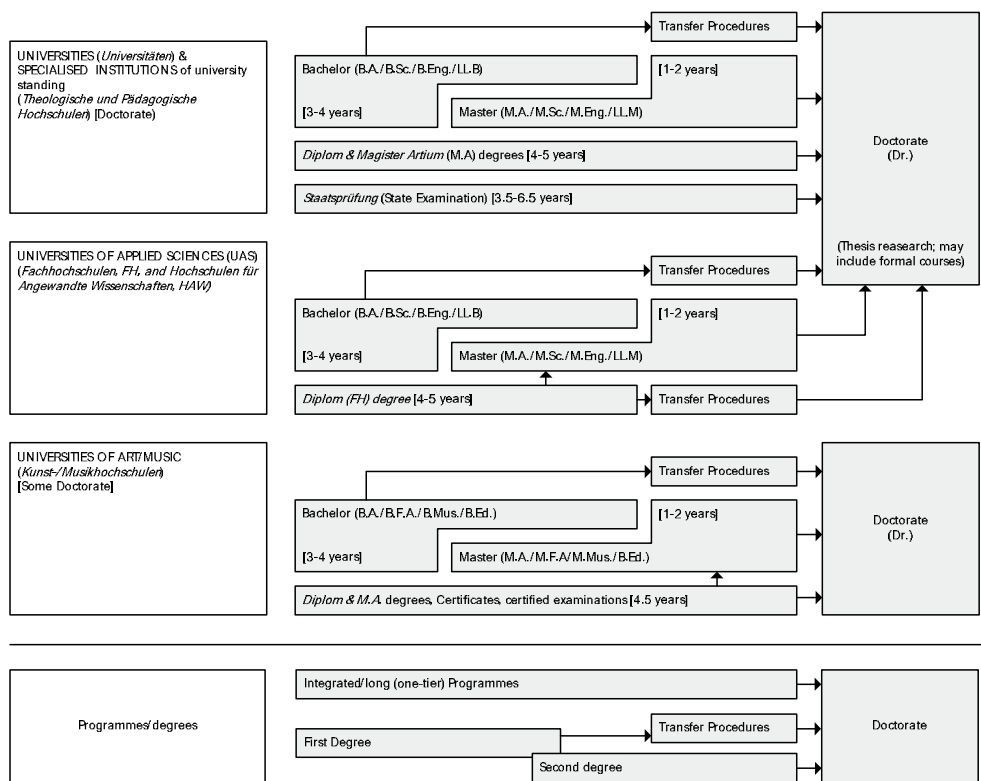 Transfer Procedures
UNIVERSITIES (Universitäten) &
SPECIALISED INSTITUTIONS of university
standing
(Theologische und Pädagogische
Hochschulen) [Doctorate)
Bachelor (B.A./B.Sc./B.Eng./LL.B)
[3-4 years]
[1-2 years]
Master (M.A./M.Sc./M.Eng./LL.M)
Diplom & Magister Artium (M.A) degrees [4-5 years]
Staatsprüfung (State Examination) [3.5-6.5 years]
Doctorate
(Dr.)
(Thesis reasearch; may
include formal courses)
UNIVERSITIES OF APPLIED SCIENCES (UAS)
(Fachhochschulen, FH, and Hochschulen für
Angewandte Wissenschaften, HAW)
Transfer Procedures
Bachelor (B.A./B.Sc./B.Eng./LL.B)
[3-4 years]
[1-2 years]
Master (M.A./M.Sc./M.Eng./LL.M)
Diplom (FH) degree [4-5 years]
Transfer Procedures
UNIVERSITIES OF ART/MUSIC
(Kunst-/Musikhochschulen)
[Some Doctorate]
Transfer Procedures
Bachelor (B.A./B.F.A./B.Mus./B.Ed.)
[3-4 years]
[1-2 years]
Master (M.A./M.F.A/M.Mus./B.Ed.)
Diplom & M.A. degrees, Certificates, certified examinations [4.5 years]
Doctorate
(Dr.)
Programmes/degrees
Integrated/long (one-tier) Programmes
Transfer Procedures
First Degree
Second degree
Doctorate